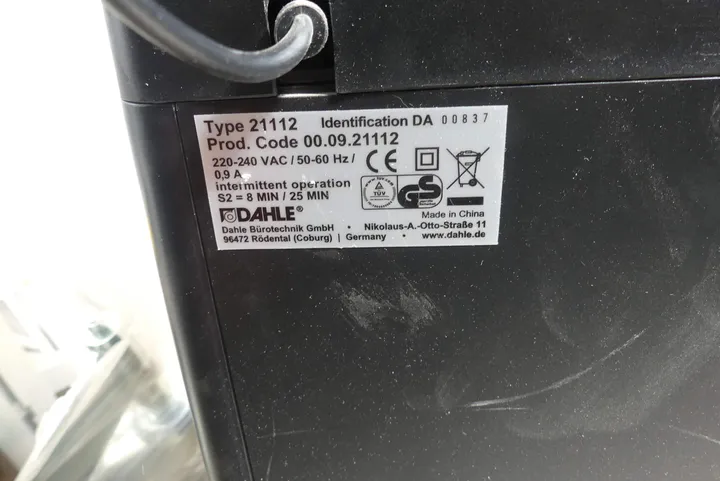 Type 21112 Identification DA 00837
Prod. Code 00.09.21112
220-240 VAC / 50-60 Hz /
0,9 A
intermittent operation
S2 = 8 MIN / 25 MIN
CE
TÜV
GS
DAHLE®
Made in China
Dahle Bürotechnik GmbH • Nikolaus-A.-Otto-Straße 11
96472 Rödental (Coburg) | Germany • www.dahle.de